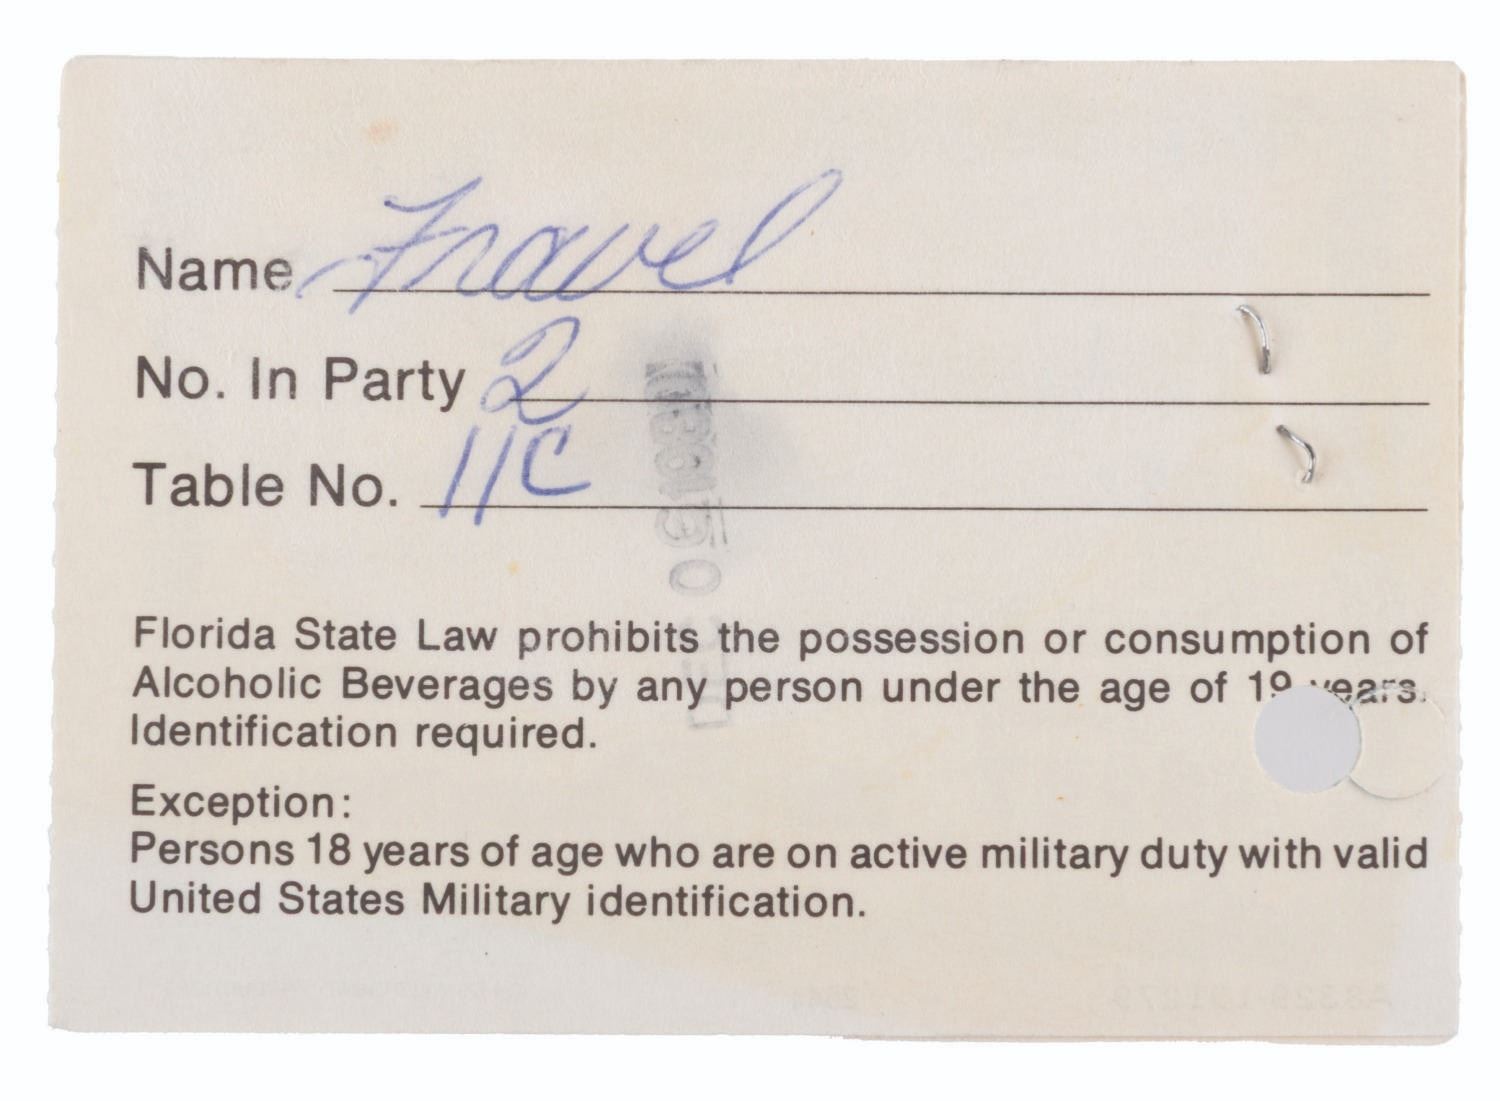 Name Fravel
No. In Party 2
Table No. 11C
Florida State Law prohibits the possession or consumption of
Alcoholic Beverages by any person under the age of 19 years.
Identification required.
Exception:
Persons 18 years of age who are on active military duty with valid
United States Military identification.